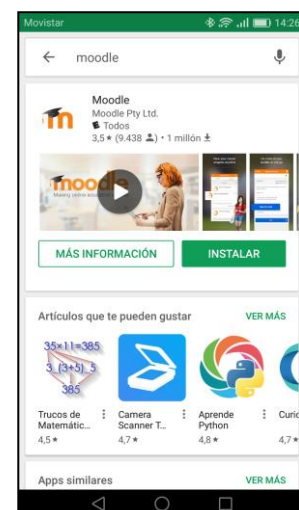 Movistar 14:26
moodle
Moodle
Moodle Pty Ltd.
Todos
3,5★ (9.438) • 1 millón
moodle
MÁS INFORMACIÓN
INSTALAR
Artículos que te pueden gustar VER MÁS
35×11=385
3 (3+5) 5
385
Trucos de Matemátic...
4,5★
Camera Scanner T...
4,7★
Aprende Python
4,8★
Curio
4,7★
Apps similares VER MÁS